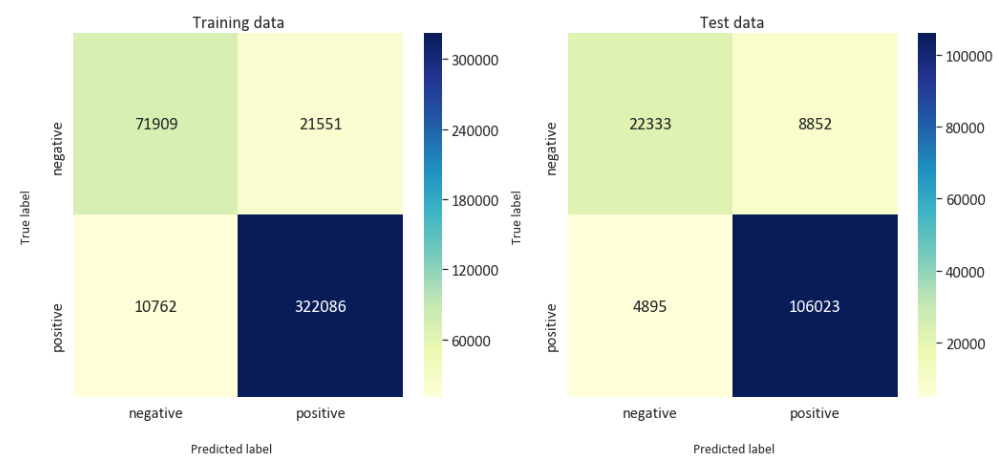 Training data
300000
240000
180000
120000
60000
71909 21551
10762 322086
negative
positive
True label
negative positive
Predicted label
Test data
100000
80000
60000
40000
20000
22333 8852
4895 106023
negative
positive
True label
negative positive
Predicted label